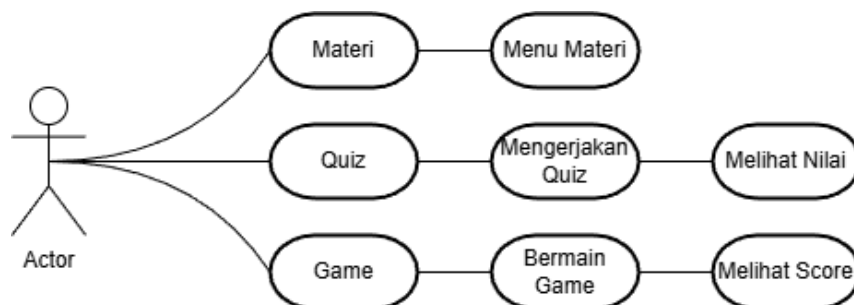 Materi
Menu Materi
Quiz
Mengerjakan
Quiz
Melihat Nilai
Actor
Game
Bermain
Game
Melihat Score